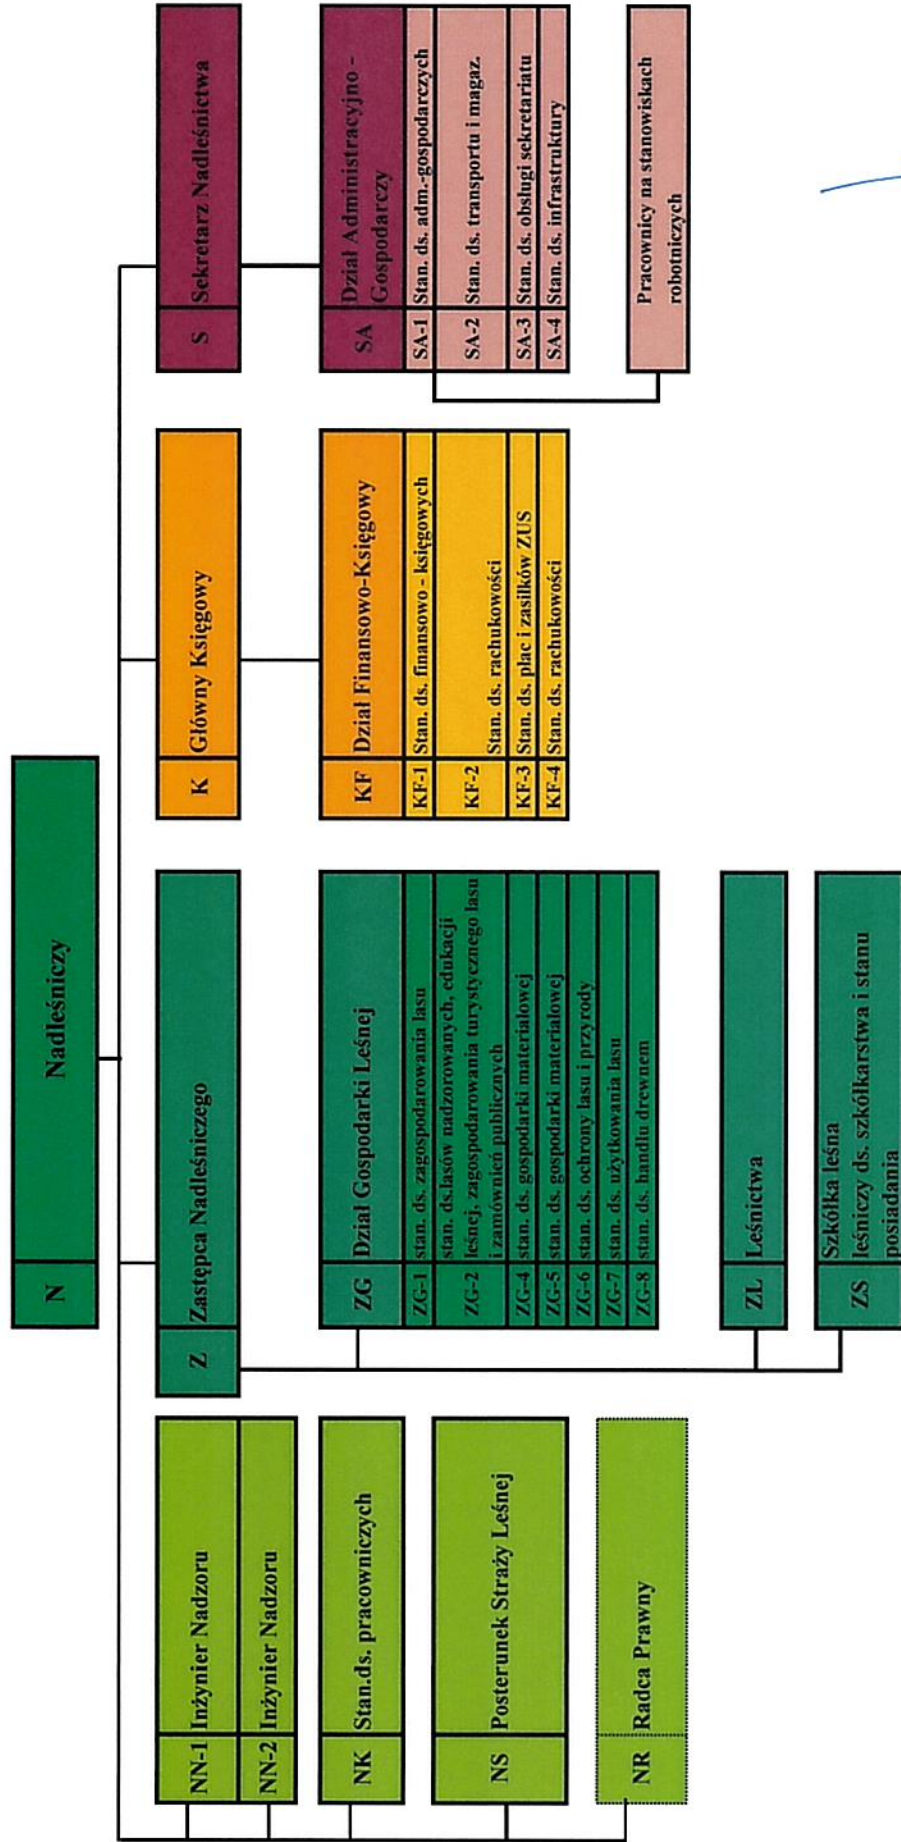 N Nadleśniczy
NN-1 Inżynier Nadzoru
NN-2 Inżynier Nadzoru
NK Stan.ds. pracowniczych
NS Posterunek Straży Leśnej
NR Radca Prawny
Z Zastępca Nadleśniczego
ZG Dział Gospodarki Leśnej
ZG-1 stan. ds. zagospodarowania lasu
stan. ds.lasów nadzorowanych, edukacji
ZG-2 leśnej, zagospodarowania turystycznego lasu
i zamównień publicznych
ZG-4 stan. ds. gospodarki materiałowej
ZG-5 stan. ds. gospodarki materiałowej
ZG-6 stan. ds. ochrony lasu i przyrody
ZG-7 stan. ds. użytkowania lasu
ZG-8 stan. ds. handlu drewnem
ZL Leśnictwa
Szkółka leśna
ZS leśniczy ds. szkółkarstwa i stanu
posiadania
K Główny Księgowy
KF Dział Finansowo-Księgowy
KF-1 Stan. ds. finansowo - księgowych
KF-2 Stan. ds. rachukowości
KF-3 Stan. ds. płac i zasiłków ZUS
KF-4 Stan. ds. rachukowości
S Sekretarz Nadleśnictwa
SA Dział Administracyjno -
Gospodarczy
SA-1 Stan. ds. adm.-gospodarczych
SA-2 Stan. ds. transportu i magaz.
SA-3 Stan. ds. obsługi sekretariatu
SA-4 Stan. ds. infrastruktury
Pracownicy na stanowiskach
robotniczych